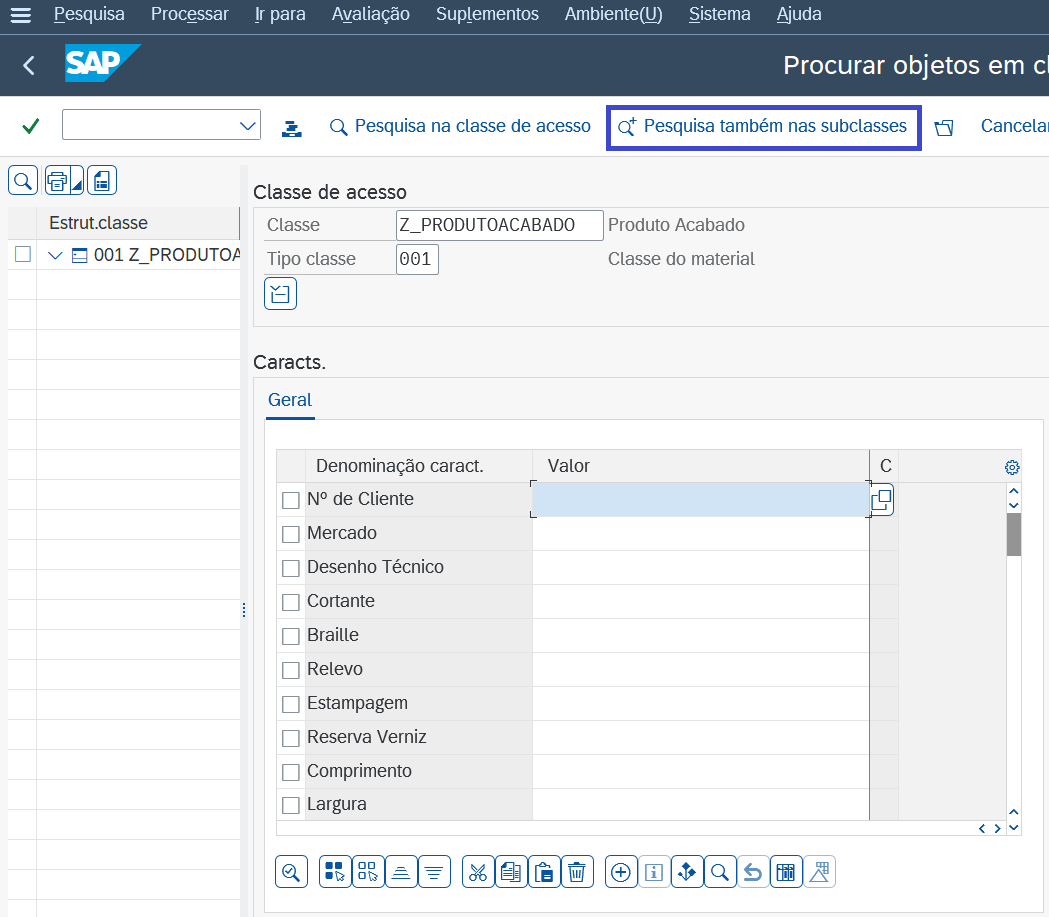 Pesquisa Processar Ir para Avaliação Suplementos Ambiente(U) Sistema Ajuda
SAP Procurar objetos em cl
Pesquisa na classe de acesso Pesquisa também nas subclasses Cancelar
Estrut.classe
001 Z_PRODUTOA
Classe de acesso
Classe Z_PRODUTOACABADO Produto Acabado
Tipo classe 001 Classe do material
Caracts.
Geral
Denominação caract. Valor C
Nº de Cliente
Mercado
Desenho Técnico
Cortante
Braille
Relevo
Estampagem
Reserva Verniz
Comprimento
Largura